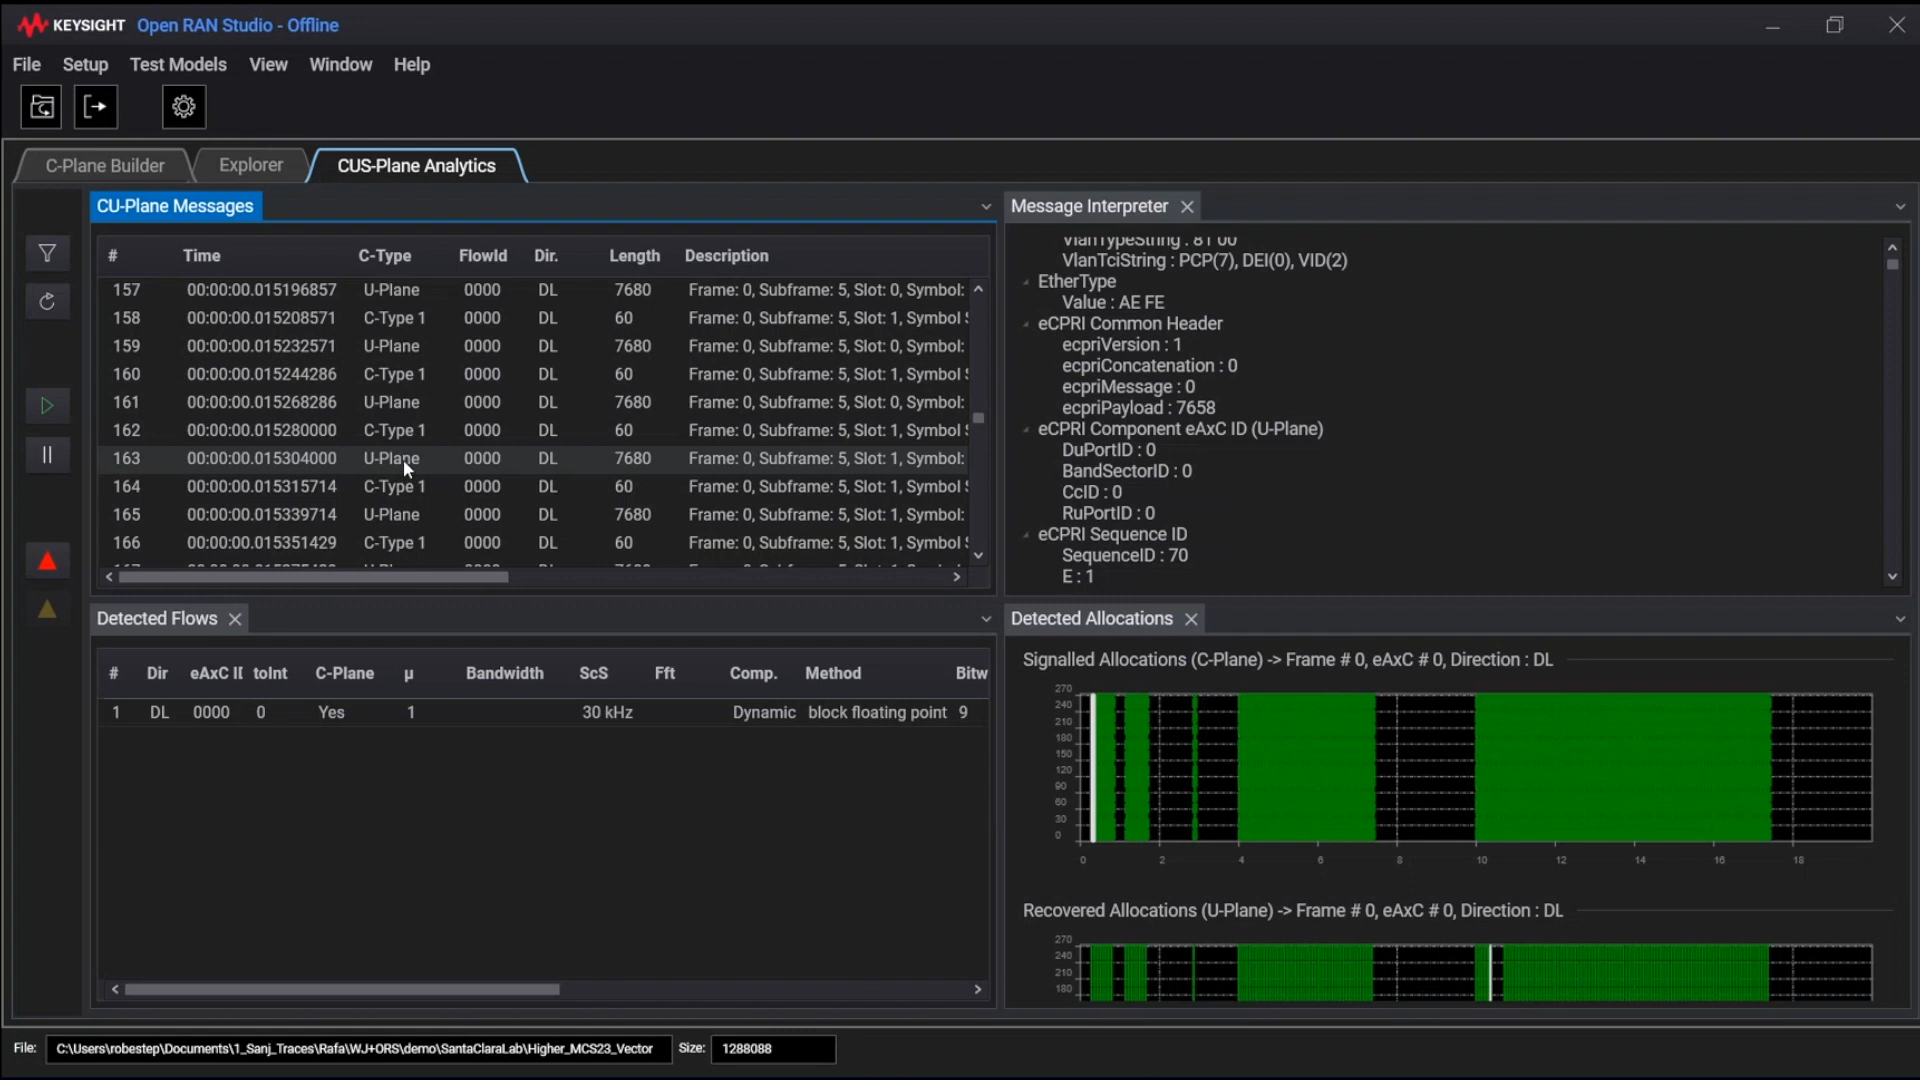 KEYSIGHT Open RAN Studio - Offline
File Setup Test Models View Window Help
C-Plane Builder Explorer CUS-Plane Analytics
CU-Plane Messages
# Time C-Type FlowId Dir. Length Description
157 00:00:00.015196857 U-Plane 0000 DL 7680 Frame: 0, Subframe: 5, Slot: 0, Symbol:
158 00:00:00.015208571 C-Type 1 0000 DL 60 Frame: 0, Subframe: 5, Slot: 1, Symbol
159 00:00:00.015232571 U-Plane 0000 DL 7680 Frame: 0, Subframe: 5, Slot: 0, Symbol:
160 00:00:00.015244286 C-Type 1 0000 DL 60 Frame: 0, Subframe: 5, Slot: 1, Symbol
161 00:00:00.015268286 U-Plane 0000 DL 7680 Frame: 0, Subframe: 5, Slot: 0, Symbol:
162 00:00:00.015280000 C-Type 1 0000 DL 60 Frame: 0, Subframe: 5, Slot: 1, Symbol
163 00:00:00.015304000 U-Plane 0000 DL 7680 Frame: 0, Subframe: 5, Slot: 1, Symbol:
164 00:00:00.015315714 C-Type 1 0000 DL 60 Frame: 0, Subframe: 5, Slot: 1, Symbol
165 00:00:00.015339714 U-Plane 0000 DL 7680 Frame: 0, Subframe: 5, Slot: 1, Symbol:
166 00:00:00.015351429 C-Type 1 0000 DL 60 Frame: 0, Subframe: 5, Slot: 1, Symbol
Message Interpreter
VlanTypeString : 81 00
VlanTciString : PCP(7), DEI(0), VID(2)
EtherType
Value : AE FE
eCPRI Common Header
ecpriVersion : 1
ecpriConcatenation : 0
ecpriMessage : 0
ecpriPayload : 7658
eCPRI Component eAxC ID (U-Plane)
DuPortID : 0
BandSectorID : 0
CcID : 0
RuPortID : 0
eCPRI Sequence ID
SequenceID : 70
E : 1
Detected Flows
# Dir eAxC II toInt C-Plane µ Bandwidth ScS Fft Comp. Method Bitw
1 DL 0000 0 Yes 1 30 kHz Dynamic block floating point 9
Detected Allocations
Signalled Allocations (C-Plane) -> Frame # 0, eAxC # 0, Direction : DL
270
240
210
180
150
120
90
60
30
0
0 2 4 6 8 10 12 14 16 18
Recovered Allocations (U-Plane) -> Frame # 0, eAxC # 0, Direction : DL
270
240
210
180
File: C:\Users\robestep\Documents\1_Sanj_Traces\Rafa\WJ+ORS\demo\SantaClaraLab\Higher_MCS23_Vector Size: 1288088